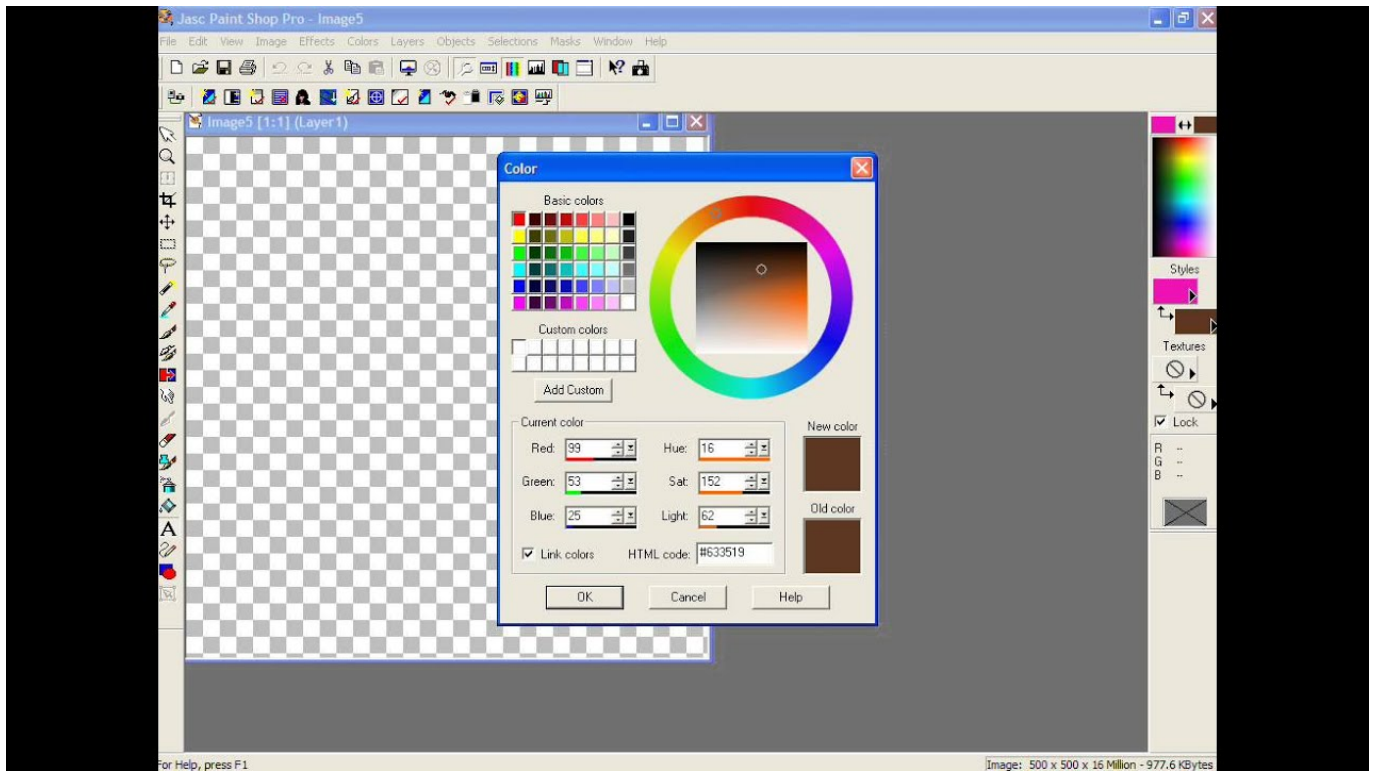 Jasc Paint Shop Pro - Image5
File Edit View Image Effects Colors Layers Objects Selections Masks Window Help
Image5 [1:1] (Layer1)
Color
Basic colors
Custom colors
Add Custom
Current color
New color
Red: 99 Hue: 16
Green: 53 Sat: 152
Old color
Blue: 25 Light: 62
Link colors HTML code: #633519
OK Cancel Help
Styles
Textures
Lock
R --
G --
B --
A
For Help, press F1
Image: 500 x 500 x 16 Million - 977.6 KBytes